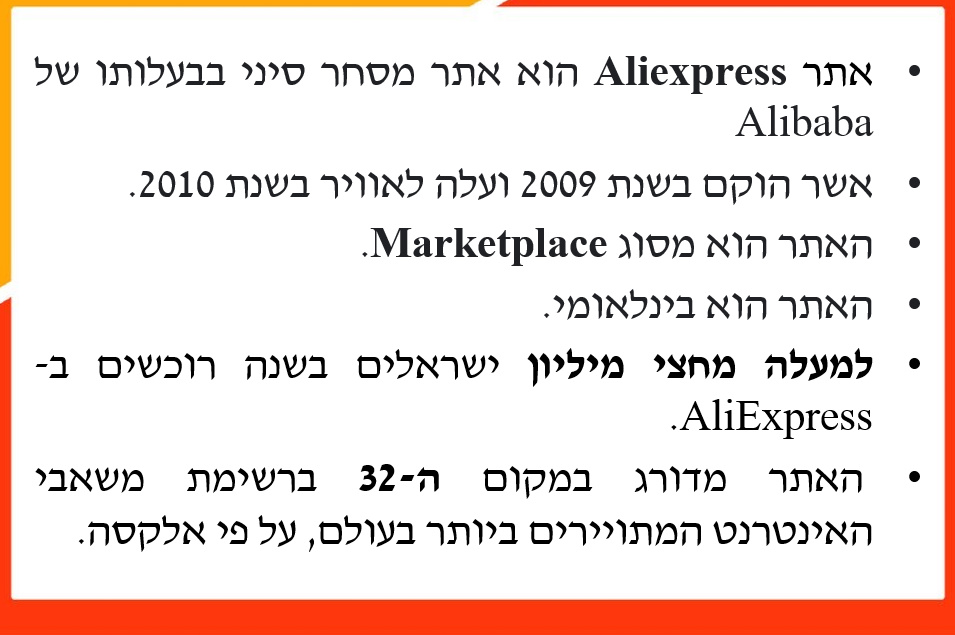 • אתר Aliexpress הוא אתר מסחר סיני בבעלותו של
Alibaba
• אשר הוקם בשנת 2009 ועלה לאוויר בשנת 2010.
• האתר הוא מסוג Marketplace.
• האתר הוא בינלאומי.
• למעלה מחצי מיליון ישראלים בשנה רוכשים ב-
AliExpress.
• האתר מדורג במקום ה-32 ברשימת משאבי
האינטרנט המתויירים ביותר בעולם, על פי אלקסה.